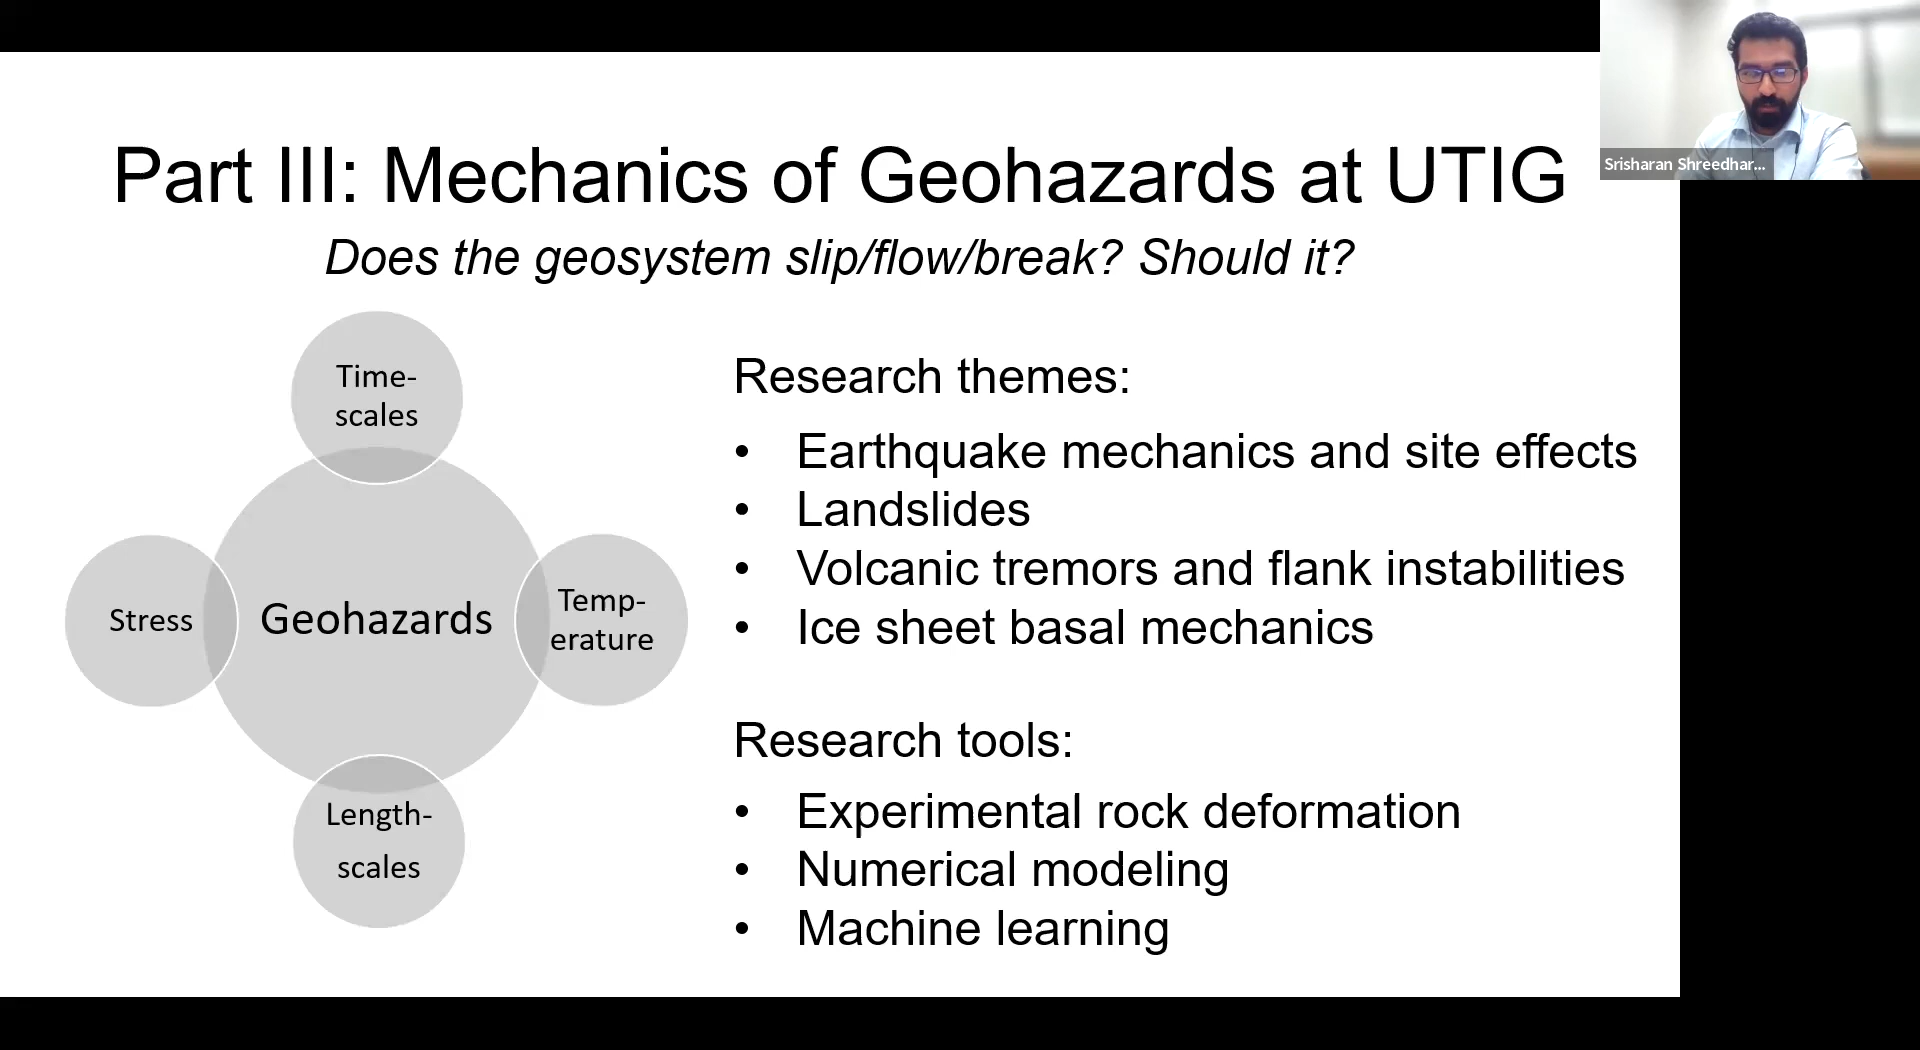 Part III: Mechanics of Geohazards at UTIG
Does the geosystem slip/flow/break? Should it?
Srisharan Shreedhar...
Time-
scales
Stress
Geohazards
Temp-
erature
Length-
scales
Research themes:
• Earthquake mechanics and site effects
• Landslides
• Volcanic tremors and flank instabilities
• Ice sheet basal mechanics
Research tools:
• Experimental rock deformation
• Numerical modeling
• Machine learning